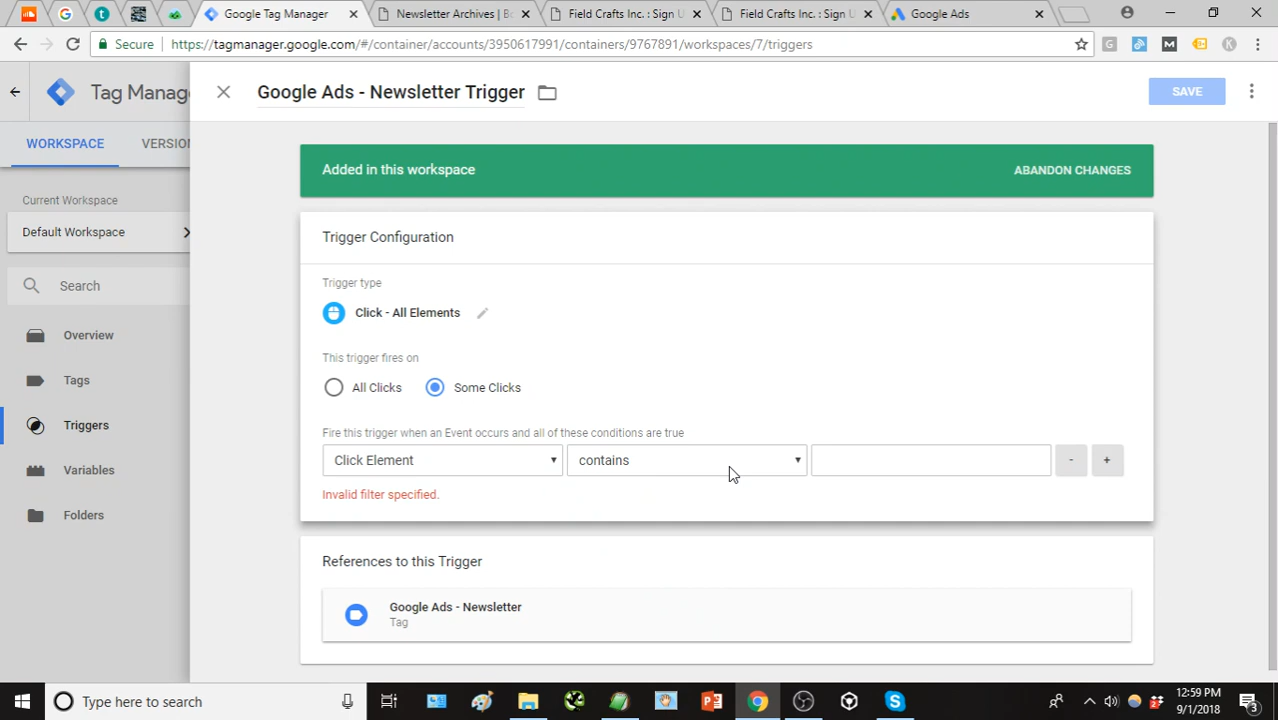 Google Tag Manager
Newsletter Archives | Bo
Field Crafts Inc. : Sign U
Field Crafts Inc. : Sign U
Google Ads
Secure
https://tagmanager.google.com/#/container/accounts/3950617991/containers/9767891/workspaces/7/triggers
Tag Manag
Google Ads - Newsletter Trigger
SAVE
WORKSPACE
VERSION
Added in this workspace
ABANDON CHANGES
Current Workspace
Default Workspace
Trigger Configuration
Search
Trigger type
Click - All Elements
Overview
This trigger fires on
Tags
All Clicks
Some Clicks
Triggers
Fire this trigger when an Event occurs and all of these conditions are true
Click Element
contains
-
+
Variables
Invalid filter specified.
Folders
References to this Trigger
Google Ads - Newsletter
Tag
Type here to search
12:59 PM
9/1/2018
3